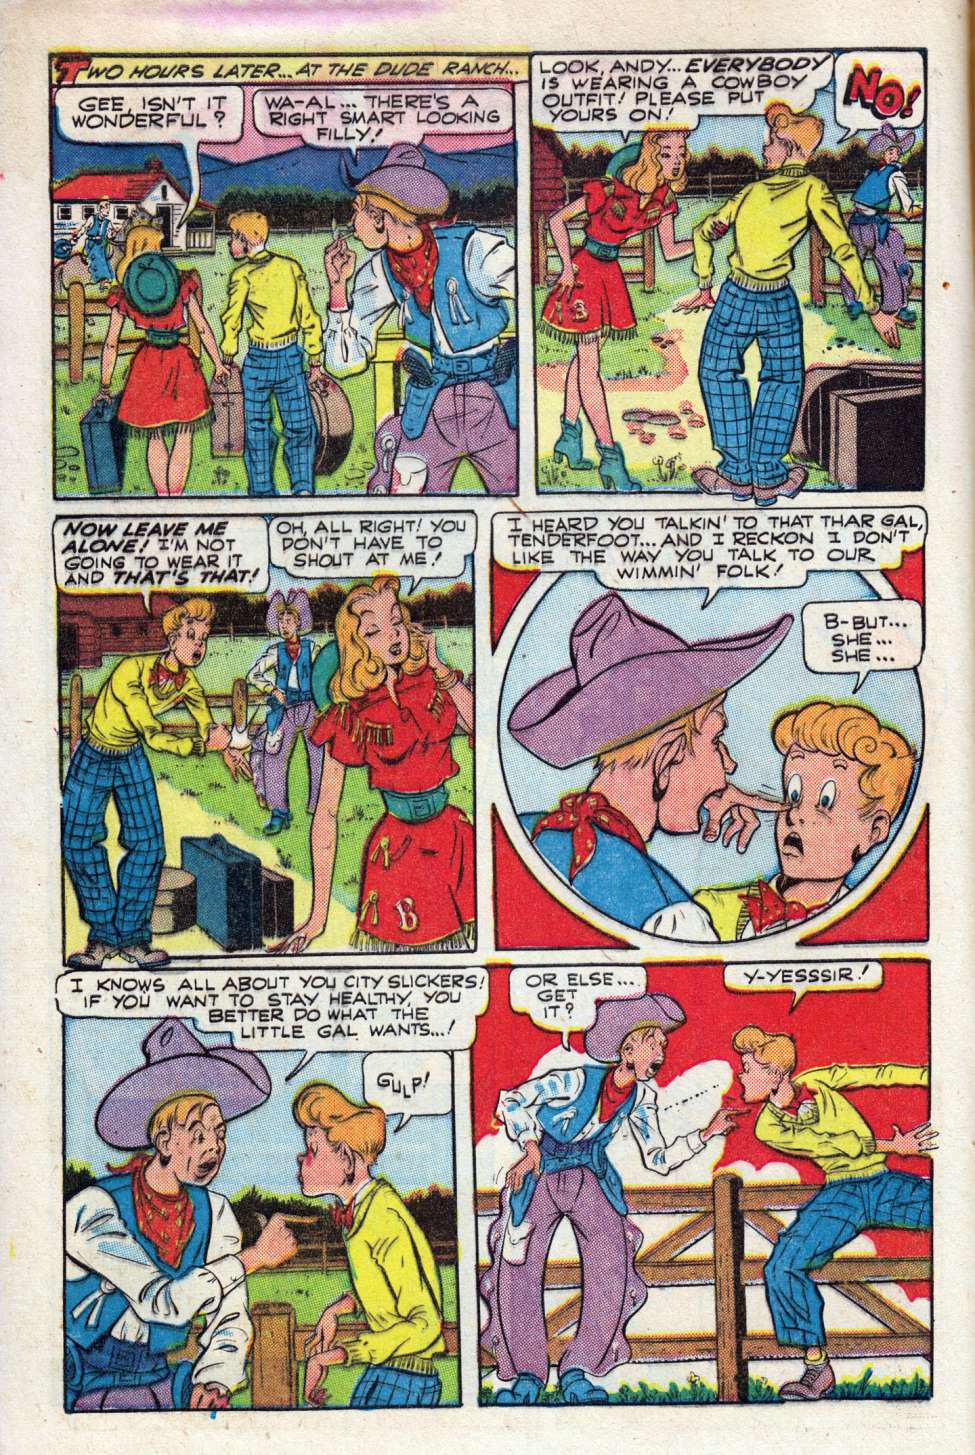 TWO HOURS LATER... AT THE DUDE RANCH...
GEE, ISN'T IT
WONDERFUL?
WA-AL... THERE'S A
RIGHT SMART LOOKING
FILLY!
LOOK, ANDY... EVERYBODY
IS WEARING A COWBOY
OUTFIT! PLEASE PUT
YOURS ON!
NO!
B
NOW LEAVE ME
ALONE! I'M NOT
GOING TO WEAR IT
AND THAT'S THAT!
OH, ALL RIGHT! YOU
DON'T HAVE TO
SHOUT AT ME!
B
I HEARD YOU TALKIN' TO THAT THAR GAL,
TENDERFOOT... AND I RECKON I DON'T
LIKE THE WAY YOU TALK TO OUR
WIMMIN' FOLK!
B-BUT...
SHE...
SHE...
I KNOWS ALL ABOUT YOU CITY SLICKERS!
IF YOU WANT TO STAY HEALTHY, YOU
BETTER DO WHAT THE
LITTLE GAL WANTS...!
GULP!
OR ELSE....
GET
IT?
Y-YESSSIR!